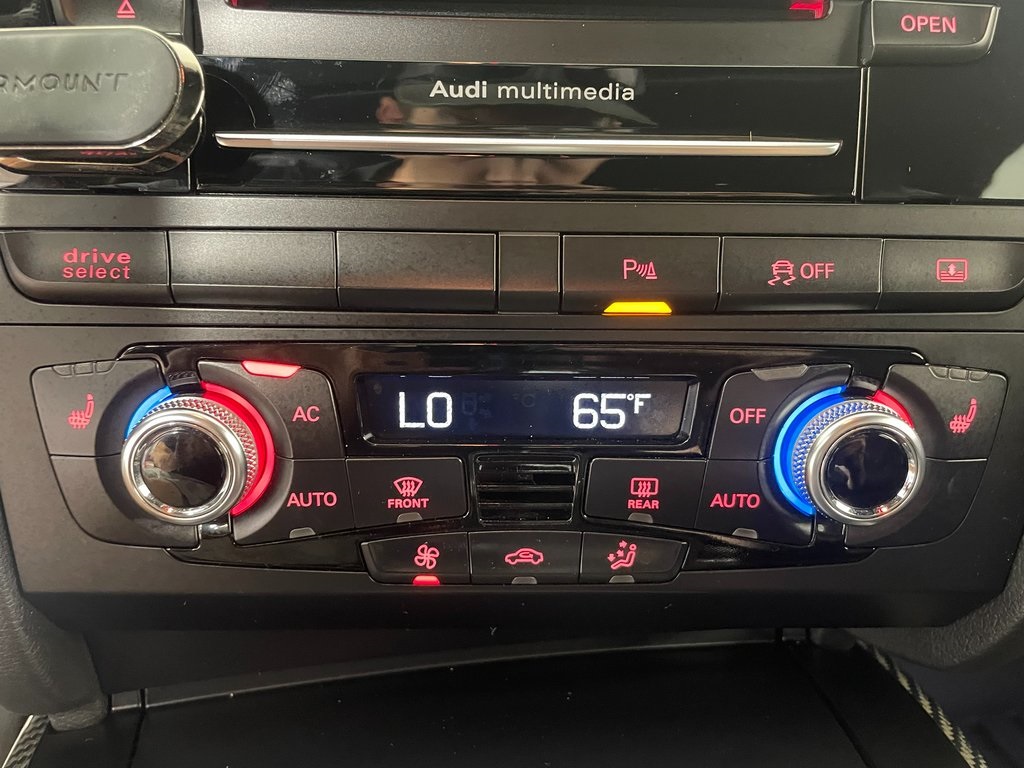 OPEN
RMOUNT
Audi multimedia
drive
select
P
OFF
LO
65°F
AC
OFF
AUTO
FRONT
REAR
AUTO